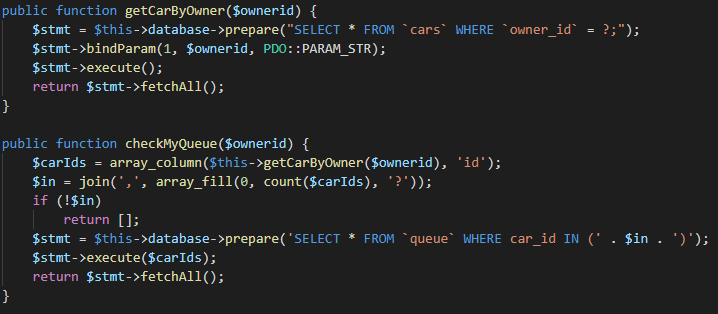 public function getCarByOwner($ownerid) {
    $stmt = $this->database->prepare("SELECT * FROM `cars` WHERE `owner_id` = ?;");
    $stmt->bindParam(1, $ownerid, PDO::PARAM_STR);
    $stmt->execute();
    return $stmt->fetchAll();
}

public function checkMyQueue($ownerid) {
    $carIds = array_column($this->getCarByOwner($ownerid), 'id');
    $in = join(',', array_fill(0, count($carIds), '?'));
    if (!$in)
        return [];
    $stmt = $this->database->prepare('SELECT * FROM `queue` WHERE car_id IN (' . $in . ')');
    $stmt->execute($carIds);
    return $stmt->fetchAll();
}